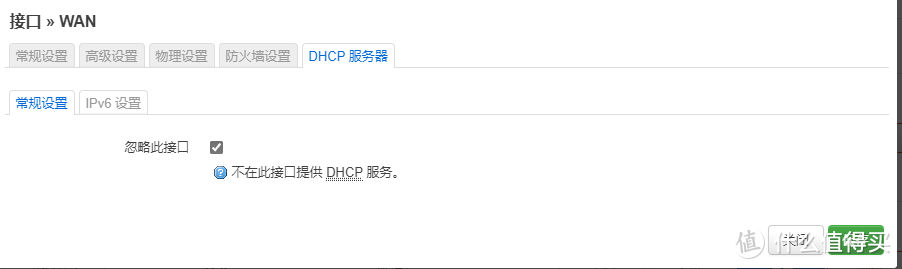 接口 » WAN
常规设置 高级设置 物理设置 防火墙设置 DHCP 服务器
常规设置 IPv6 设置
忽略此接口
不在此接口提供 DHCP 服务。
关闭
值 什么值得买